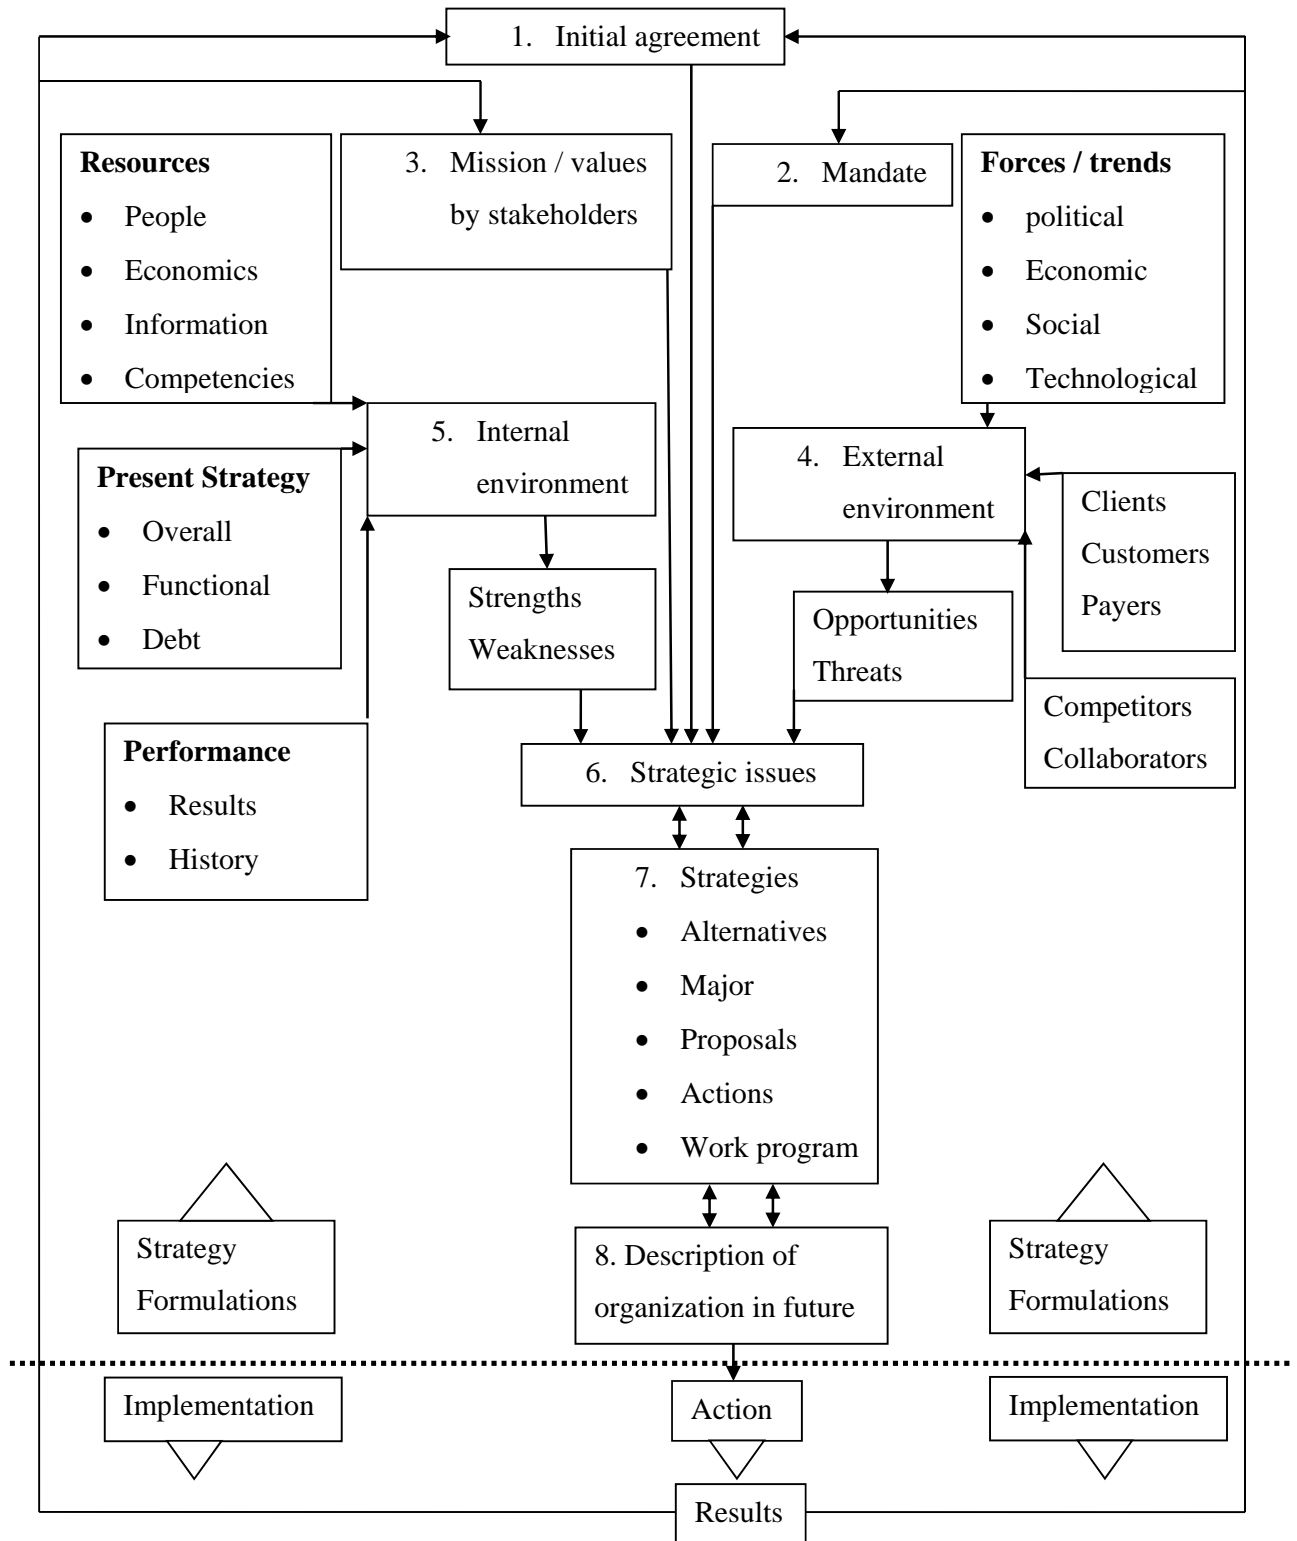 1. Initial agreement
Resources
• People
• Economics
• Information
• Competencies
3. Mission / values
by stakeholders
2. Mandate
Forces / trends
• political
• Economic
• Social
• Technological
5. Internal
environment
4. External
environment
Present Strategy
• Overall
• Functional
• Debt
Clients
Customers
Payers
Strengths
Weaknesses
Opportunities
Threats
Competitors
Collaborators
Performance
• Results
• History
6. Strategic issues
7. Strategies
• Alternatives
• Major
• Proposals
• Actions
• Work program
Strategy
Formulations
8. Description of
organization in future
Strategy
Formulations
Implementation
Action
Implementation
Results